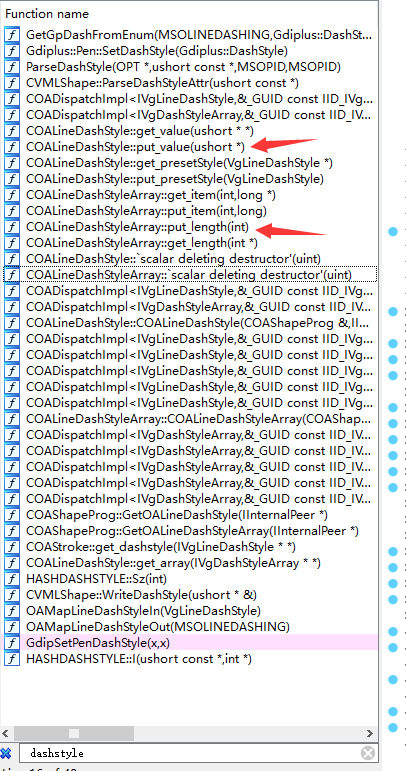 Function name
f GetGpDashFromEnum(MSOLINEDASHING,Gdiplus::DashSt...
f Gdiplus::Pen::SetDashStyle(Gdiplus::DashStyle)
f ParseDashStyle(OPT *,ushort const *,MSOPID,MSOPID)
f CVMLShape::ParseDashStyleAttr(ushort const *)
f COADispatchImpl<IVgLineDashStyle,&_GUID const IID_IVg...
f COADispatchImpl<IVgDashStyleArray,&_GUID const IID_IV...
f COALineDashStyle::get_value(ushort * *)
f COALineDashStyle::put_value(ushort *)
f COALineDashStyle::get_presetStyle(VgLineDashStyle *)
f COALineDashStyle::put_presetStyle(VgLineDashStyle)
f COALineDashStyleArray::get_item(int,long *)
f COALineDashStyleArray::put_item(int,long)
f COALineDashStyleArray::put_length(int)
f COALineDashStyleArray::get_length(int *)
f COALineDashStyle::`scalar deleting destructor'(uint)
f COALineDashStyleArray::`scalar deleting destructor'(uint)
f COADispatchImpl<IVgLineDashStyle,&_GUID const IID_IVg...
f COADispatchImpl<IVgDashStyleArray,&_GUID const IID_IV...
f COALineDashStyle::COALineDashStyle(COAShapeProg &,II...
f COADispatchImpl<IVgLineDashStyle,&_GUID const IID_IVg...
f COADispatchImpl<IVgLineDashStyle,&_GUID const IID_IVg...
f COADispatchImpl<IVgLineDashStyle,&_GUID const IID_IVg...
f COADispatchImpl<IVgLineDashStyle,&_GUID const IID_IVg...
f COADispatchImpl<IVgLineDashStyle,&_GUID const IID_IVg...
f COALineDashStyleArray::COALineDashStyleArray(COAShap...
f COADispatchImpl<IVgDashStyleArray,&_GUID const IID_IV...
f COADispatchImpl<IVgDashStyleArray,&_GUID const IID_IV...
f COADispatchImpl<IVgDashStyleArray,&_GUID const IID_IV...
f COADispatchImpl<IVgDashStyleArray,&_GUID const IID_IV...
f COADispatchImpl<IVgDashStyleArray,&_GUID const IID_IV...
f COAShapeProg::GetOALineDashStyle(IInternalPeer *)
f COAShapeProg::GetOALineDashStyleArray(IInternalPeer *)
f COAStroke::get_dashstyle(IVgLineDashStyle * *)
f COALineDashStyle::get_array(IVgDashStyleArray * *)
f HASHDASHSTYLE::Sz(int)
f CVMLShape::WriteDashStyle(ushort * &)
f OAMapLineDashStyleIn(VgLineDashStyle)
f OAMapLineDashStyleOut(MSOLINEDASHING)
f GdipSetPenDashStyle(x,x)
f HASHDASHSTYLE::I(ushort const *,int *)
dashstyle